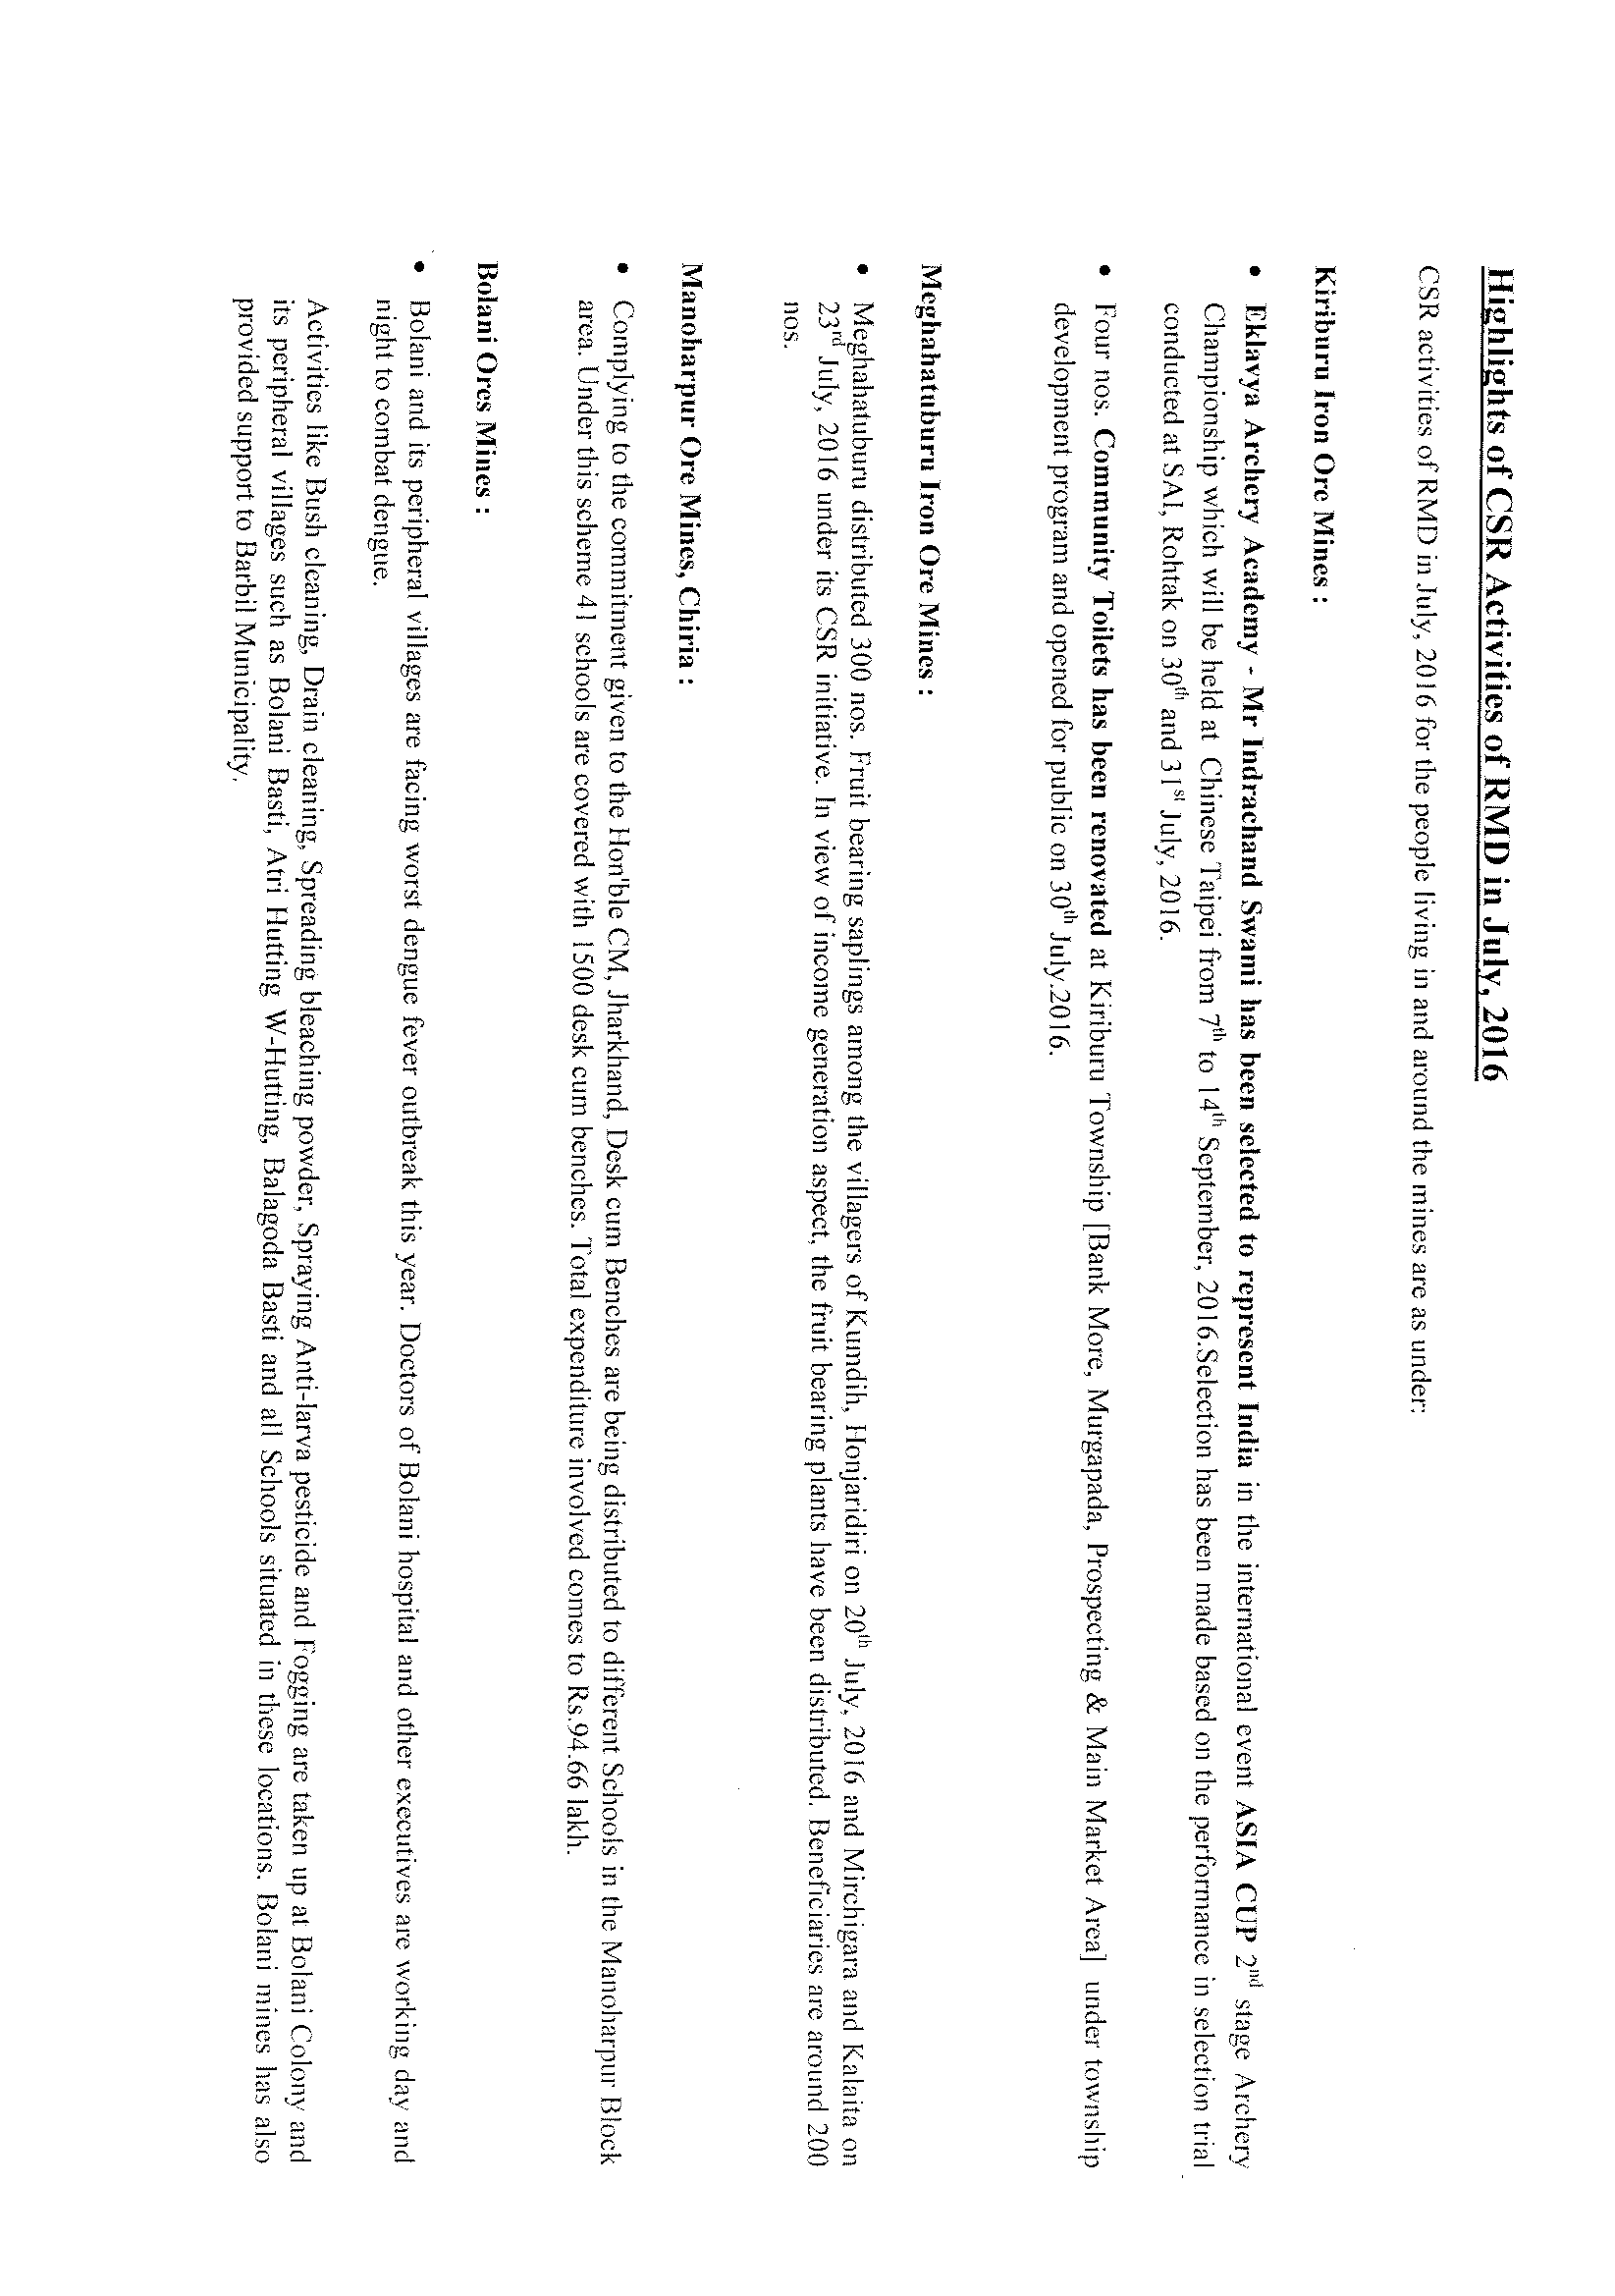 Highlights of CSR Activities of RMD in July, 2016
CSR activities of RMD in July, 2016 for the people living in and around the mines are as under:
Kiriburu Iron Ore Mines :
• Eklavya Archery Academy - Mr Indrachand Swami has been selected to represent India in the international event ASIA CUP 2nd stage Archery
Championship which will be held at Chinese Taipei from 7th to 14th September, 2016.Selection has been made based on the performance in selection trial
conducted at SAI, Rohtak on 30th and 31st July, 2016.
• Four nos. Community Toilets has been renovated at Kiriburu Township [Bank More, Murgapada, Prospecting & Main Market Area] under township
development program and opened for public on 30th July.2016.
Meghahatuburu Iron Ore Mines :
• Meghahatuburu distributed 300 nos. Fruit bearing saplings among the villagers of Kumdih, Honjaridiri on 20th July, 2016 and Mirchigara and Kalaita on
23rd July, 2016 under its CSR initiative. In view of income generation aspect, the fruit bearing plants have been distributed. Beneficiaries are around 200
nos.
Manoharpur Ore Mines, Chiria :
• Complying to the commitment given to the Hon'ble CM, Jharkhand, Desk cum Benches are being distributed to different Schools in the Manoharpur Block
area. Under this scheme 41 schools are covered with 1500 desk cum benches. Total expenditure involved comes to Rs.94.66 lakh.
Bolani Ores Mines :
• Bolani and its peripheral villages are facing worst dengue fever outbreak this year. Doctors of Bolani hospital and other executives are working day and
night to combat dengue.
Activities like Bush cleaning, Drain cleaning, Spreading bleaching powder, Spraying Anti-larva pesticide and Fogging are taken up at Bolani Colony and
its peripheral villages such as Bolani Basti, Atri Hutting W-Hutting, Balagoda Basti and all Schools situated in these locations. Bolani mines has also
provided support to Barbil Municipality.